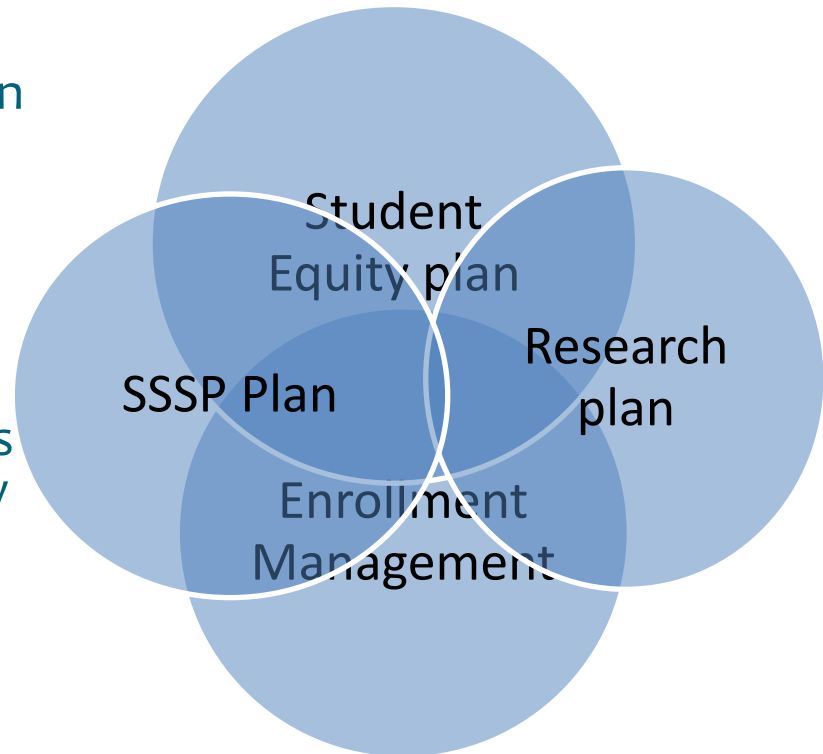 n
Student
Equity plan
Research
plan
SSSP Plan
s
y
Enrollment
Management